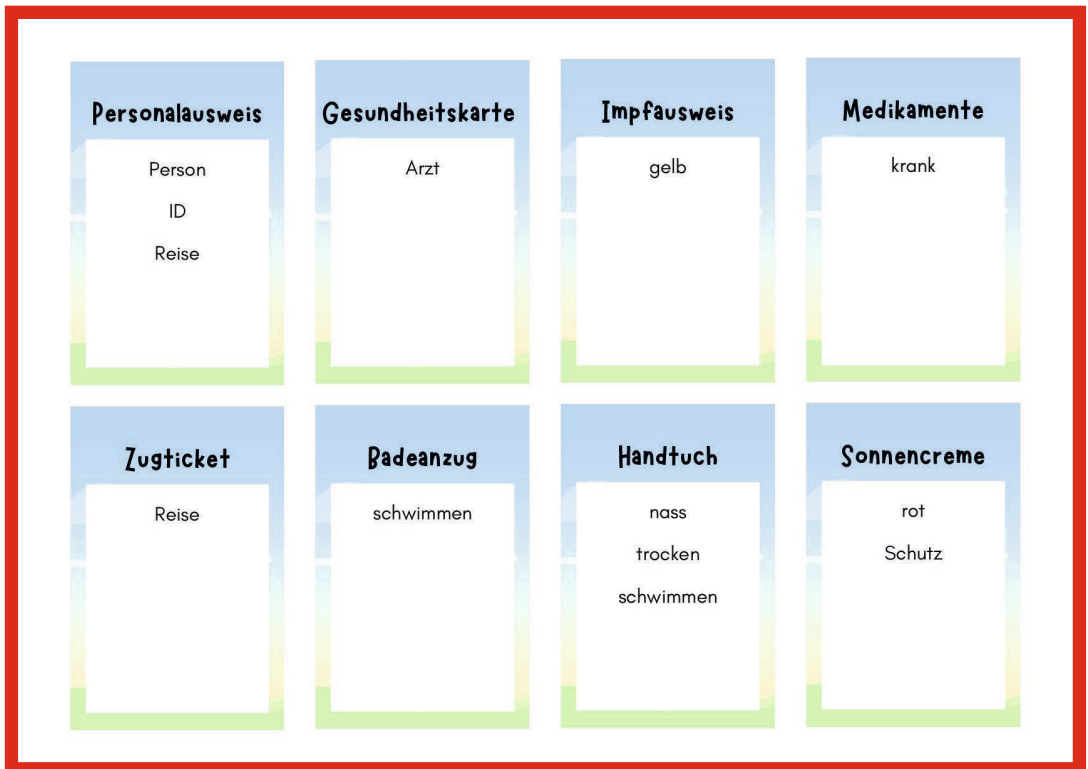 Personalausweis
Person
ID
Reise
Gesundheitskarte
Arzt
Impfausweis
gelb
Medikamente
krank
Zugticket
Reise
Badeanzug
schwimmen
Handtuch
nass
trocken
schwimmen
Sonnencreme
rot
Schutz